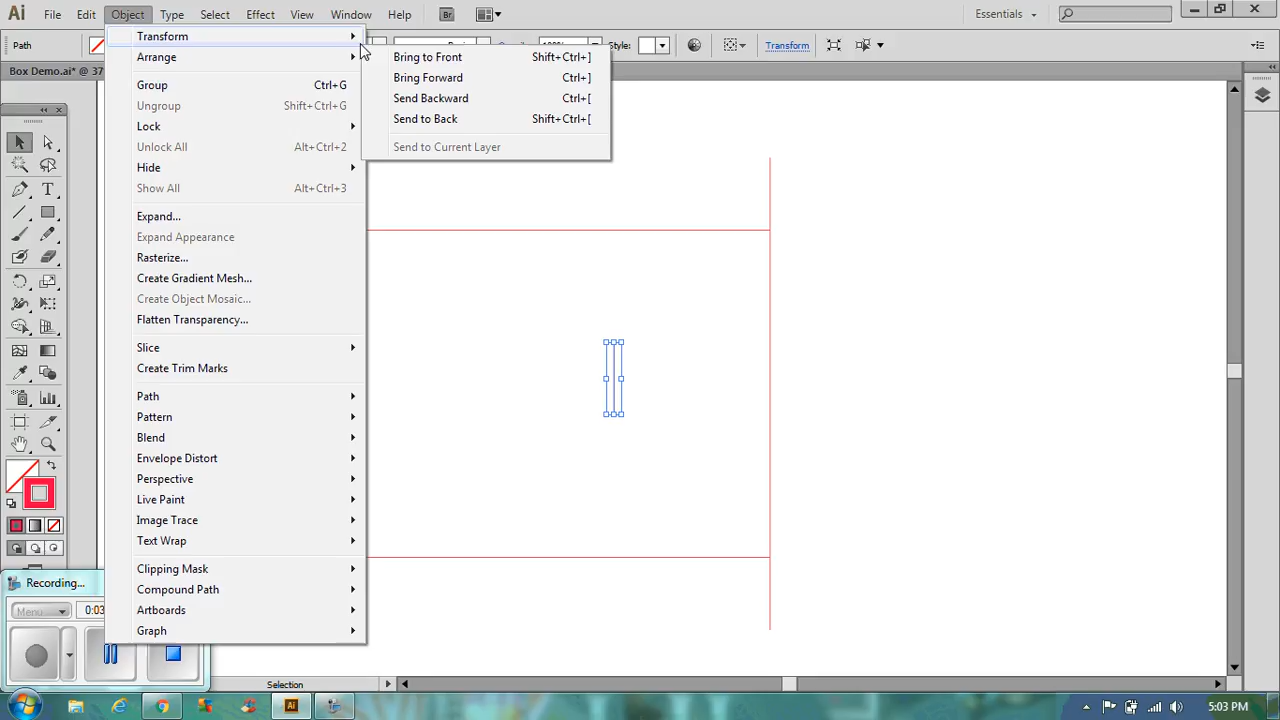 Ai File Edit Object Type Select Effect View Window Help Br Essentials
Path Style: Transform
Box Demo.ai* @ 37
Transform
Arrange
Group Ctrl+G
Ungroup Shift+Ctrl+G
Lock
Unlock All Alt+Ctrl+2
Hide
Show All Alt+Ctrl+3
Expand...
Expand Appearance
Rasterize...
Create Gradient Mesh...
Create Object Mosaic...
Flatten Transparency...
Slice
Create Trim Marks
Path
Pattern
Blend
Envelope Distort
Perspective
Live Paint
Image Trace
Text Wrap
Clipping Mask
Compound Path
Artboards
Graph
Bring to Front Shift+Ctrl+]
Bring Forward Ctrl+]
Send Backward Ctrl+[
Send to Back Shift+Ctrl+[
Send to Current Layer
Recording...
Menu 0:03
Selection
Ai 5:03 PM